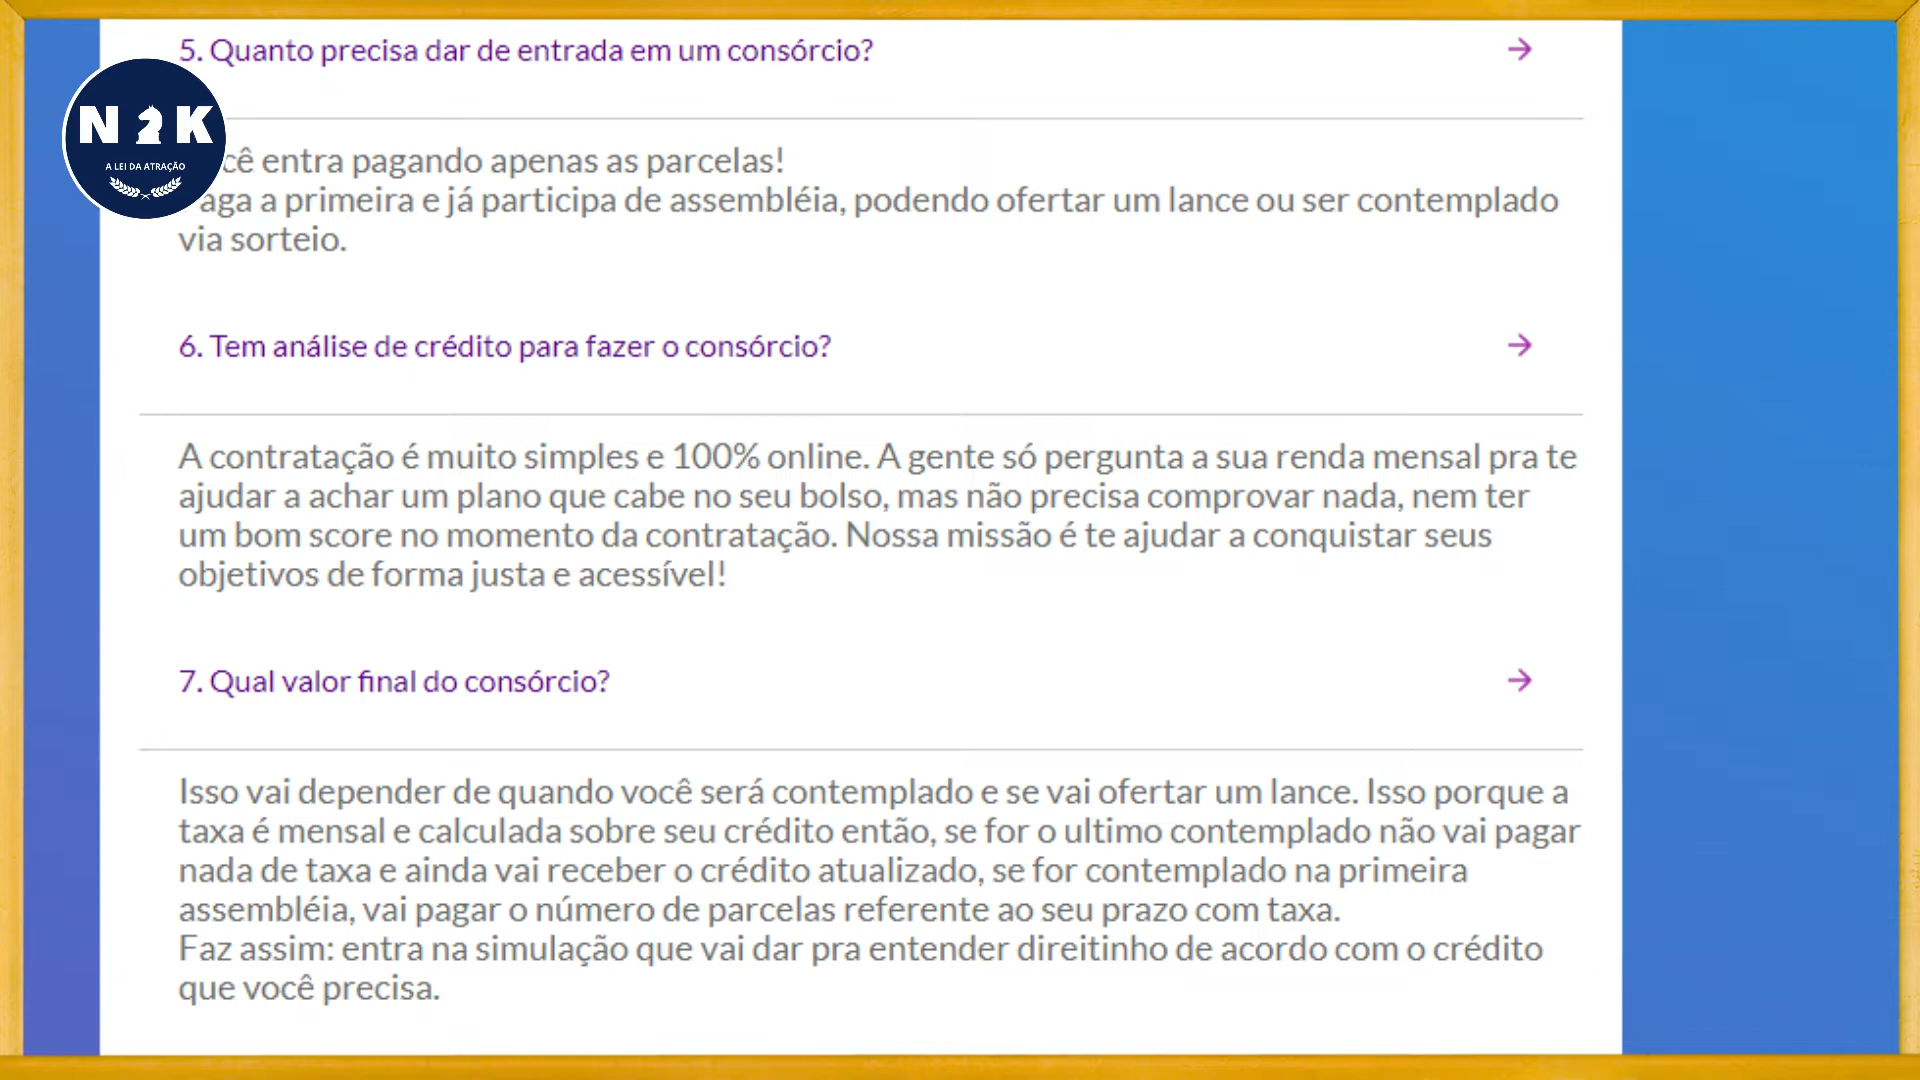 5. Quanto precisa dar de entrada em um consórcio?
N K
A LEI DA ATRAÇÃO
cê entra pagando apenas as parcelas!
aga a primeira e já participa de assembléia, podendo ofertar um lance ou ser contemplado
via sorteio.
6. Tem análise de crédito para fazer o consórcio?
A contratação é muito simples e 100% online. A gente só pergunta a sua renda mensal pra te
ajudar a achar um plano que cabe no seu bolso, mas não precisa comprovar nada, nem ter
um bom score no momento da contratação. Nossa missão é te ajudar a conquistar seus
objetivos de forma justa e acessível!
7. Qual valor final do consórcio?
Isso vai depender de quando você será contemplado e se vai ofertar um lance. Isso porque a
taxa é mensal e calculada sobre seu crédito então, se for o ultimo contemplado não vai pagar
nada de taxa e ainda vai receber o crédito atualizado, se for contemplado na primeira
assembléia, vai pagar o número de parcelas referente ao seu prazo com taxa.
Faz assim: entra na simulação que vai dar pra entender direitinho de acordo com o crédito
que você precisa.